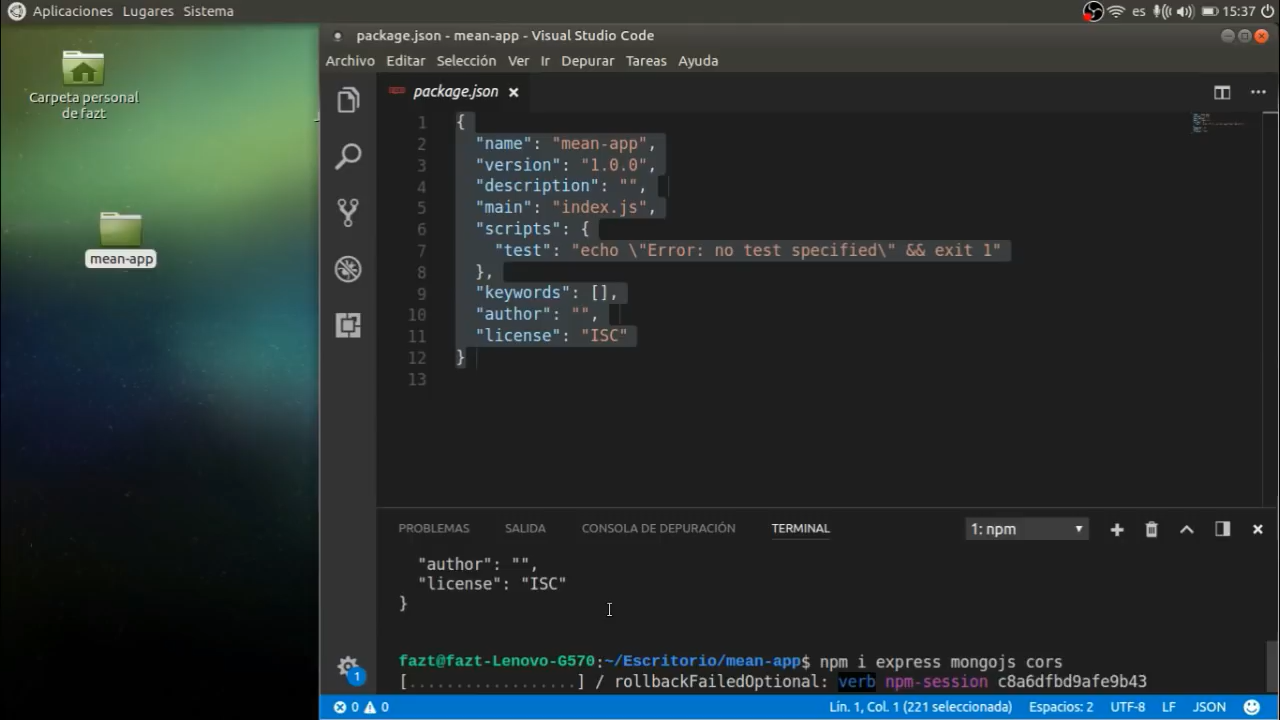 Aplicaciones Lugares Sistema
es 15:37
Carpeta personal
de fazt
mean-app
package.json - mean-app - Visual Studio Code
Archivo Editar Selección Ver Ir Depurar Tareas Ayuda
package.json
1 {
2 "name": "mean-app",
3 "version": "1.0.0",
4 "description": "",
5 "main": "index.js",
6 "scripts": {
7 "test": "echo \"Error: no test specified\" && exit 1"
8 },
9 "keywords": [],
10 "author": "",
11 "license": "ISC"
12 }
13
PROBLEMAS SALIDA CONSOLA DE DEPURACIÓN TERMINAL 1: npm
"author": "",
"license": "ISC"
}
fazt@fazt-Lenovo-G570:~/Escritorio/mean-app$ npm i express mongojs cors
[..................] / rollbackFailedOptional: verb npm-session c8a6dfbd9afe9b43
1
0 0 Lín. 1, Col. 1 (221 seleccionada) Espacios: 2 UTF-8 LF JSON